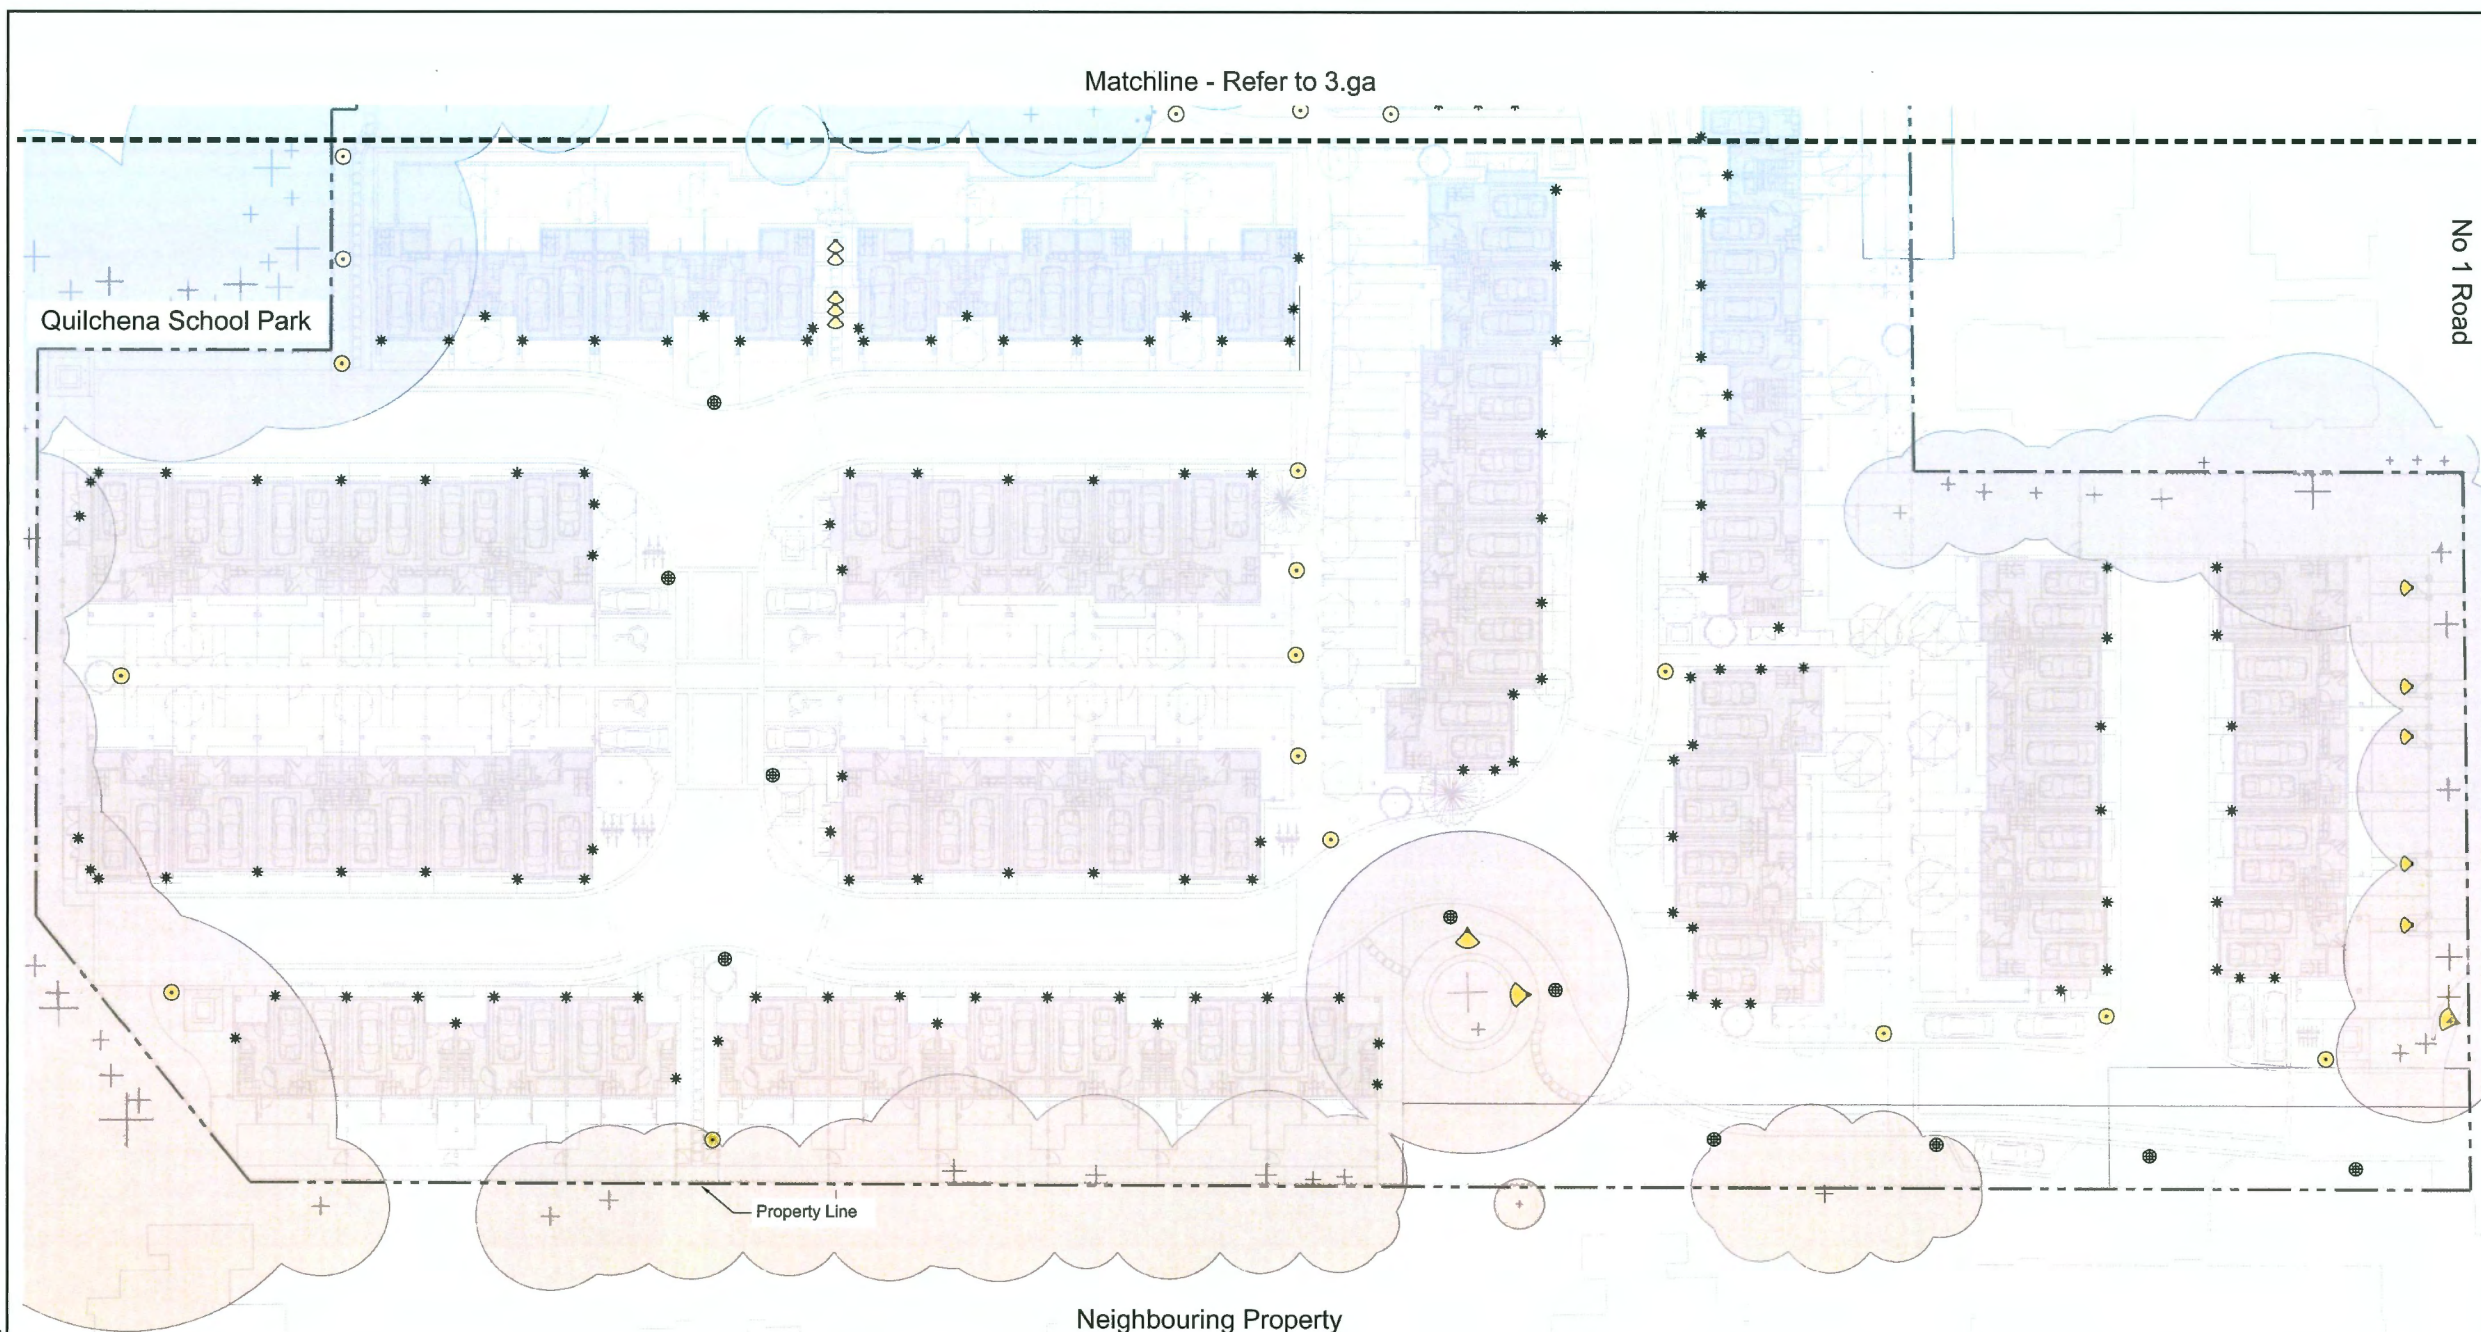 Matchline - Refer to 3.ga
No 1 Road
Quilchena School Park
Property Line
Neighbouring Property